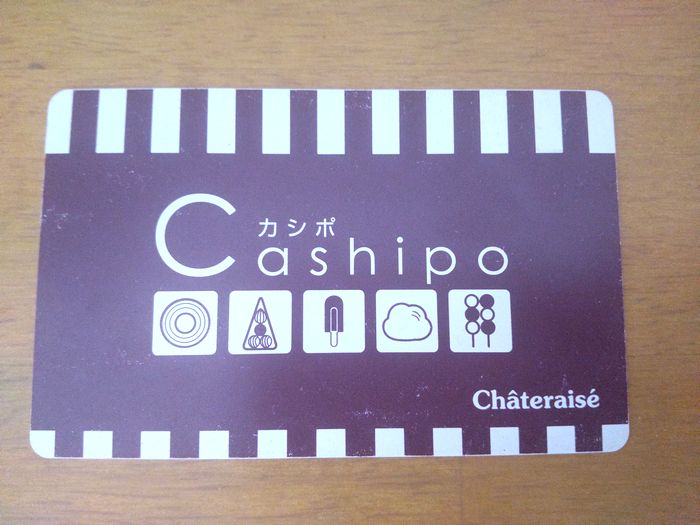 カシポ
Cashipo
Châteraisé